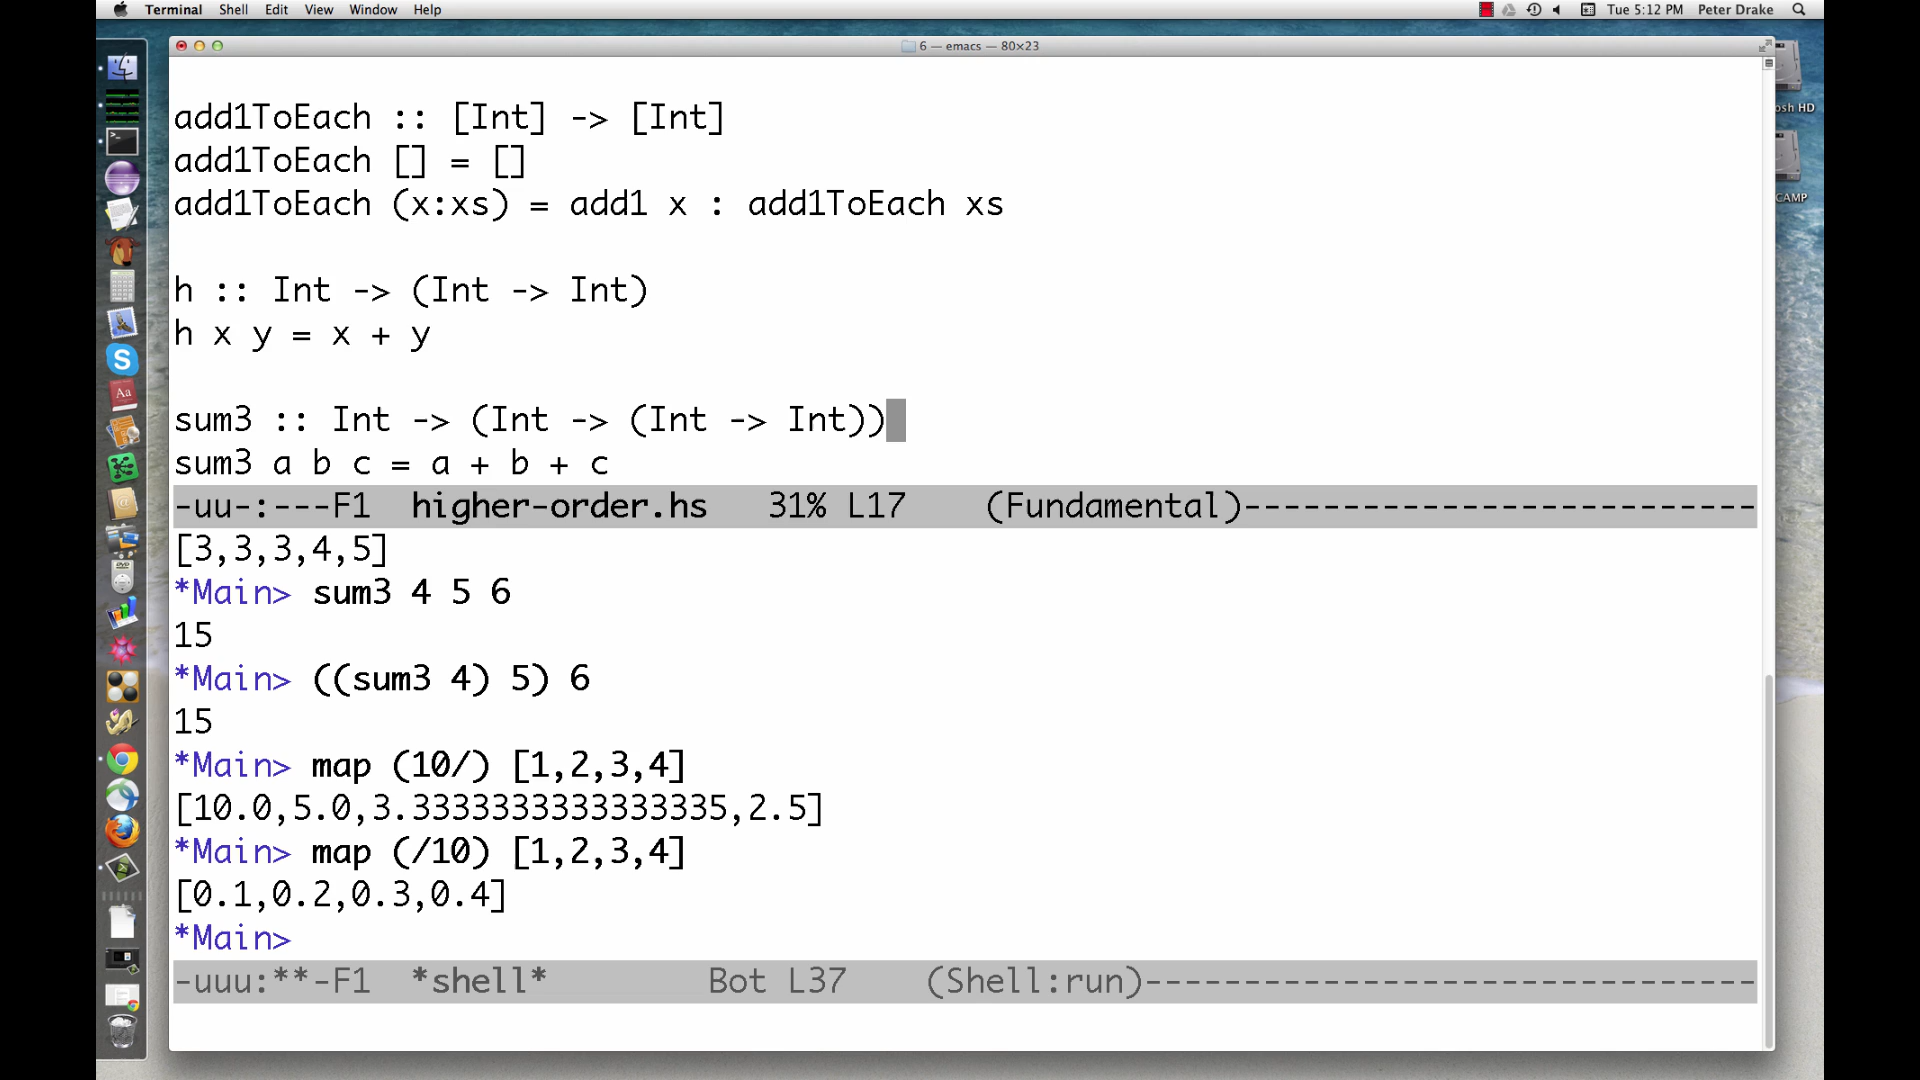 Terminal Shell Edit View Window Help Tue 5:12 PM Peter Drake
6 — emacs — 80×23
osh HD
CAMP
add1ToEach :: [Int] -> [Int]
add1ToEach [] = []
add1ToEach (x:xs) = add1 x : add1ToEach xs
h :: Int -> (Int -> Int)
h x y = x + y
sum3 :: Int -> (Int -> (Int -> Int))
sum3 a b c = a + b + c
-uu-:---F1 higher-order.hs 31% L17 (Fundamental)--------------------------
[3,3,3,4,5]
*Main> sum3 4 5 6
15
*Main> ((sum3 4) 5) 6
15
*Main> map (10/) [1,2,3,4]
[10.0,5.0,3.3333333333333335,2.5]
*Main> map (/10) [1,2,3,4]
[0.1,0.2,0.3,0.4]
*Main>
-uuu:**-F1 *shell* Bot L37 (Shell:run)-------------------------------